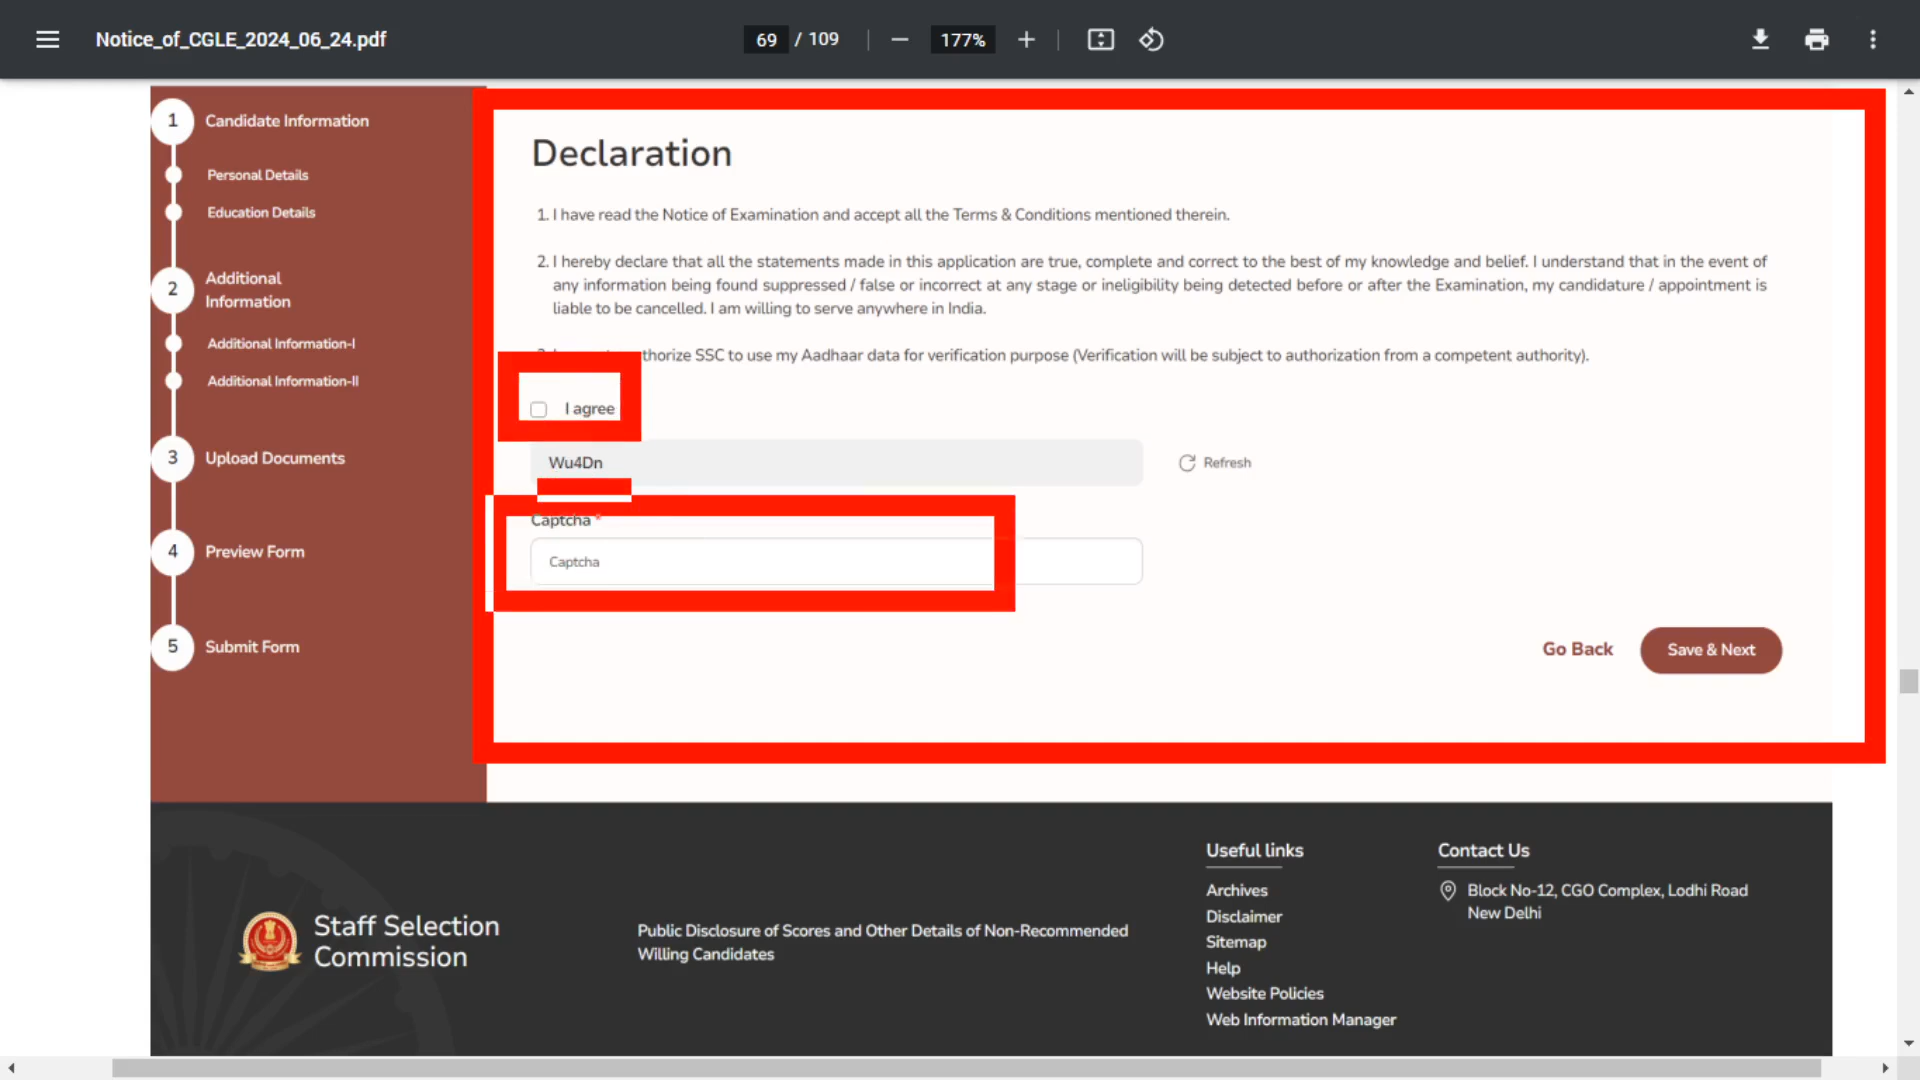 Notice_of_CGLE_2024_06_24.pdf
69 / 109
177%
1 Candidate Information
Personal Details
Education Details
2 Additional
Information
Additional Information-I
Additional Information-II
3 Upload Documents
4 Preview Form
5 Submit Form
Declaration
1. I have read the Notice of Examination and accept all the Terms & Conditions mentioned therein.
2. I hereby declare that all the statements made in this application are true, complete and correct to the best of my knowledge and belief. I understand that in the event of
any information being found suppressed / false or incorrect at any stage or ineligibility being detected before or after the Examination, my candidature / appointment is
liable to be cancelled. I am willing to serve anywhere in India.
thorize SSC to use my Aadhaar data for verification purpose (Verification will be subject to authorization from a competent authority).
I agree
Wu4Dn
Refresh
Captcha *
Captcha
Go Back
Save & Next
Staff Selection
Commission
Public Disclosure of Scores and Other Details of Non-Recommended
Willing Candidates
Useful links
Archives
Disclaimer
Sitemap
Help
Website Policies
Web Information Manager
Contact Us
Block No-12, CGO Complex, Lodhi Road
New Delhi